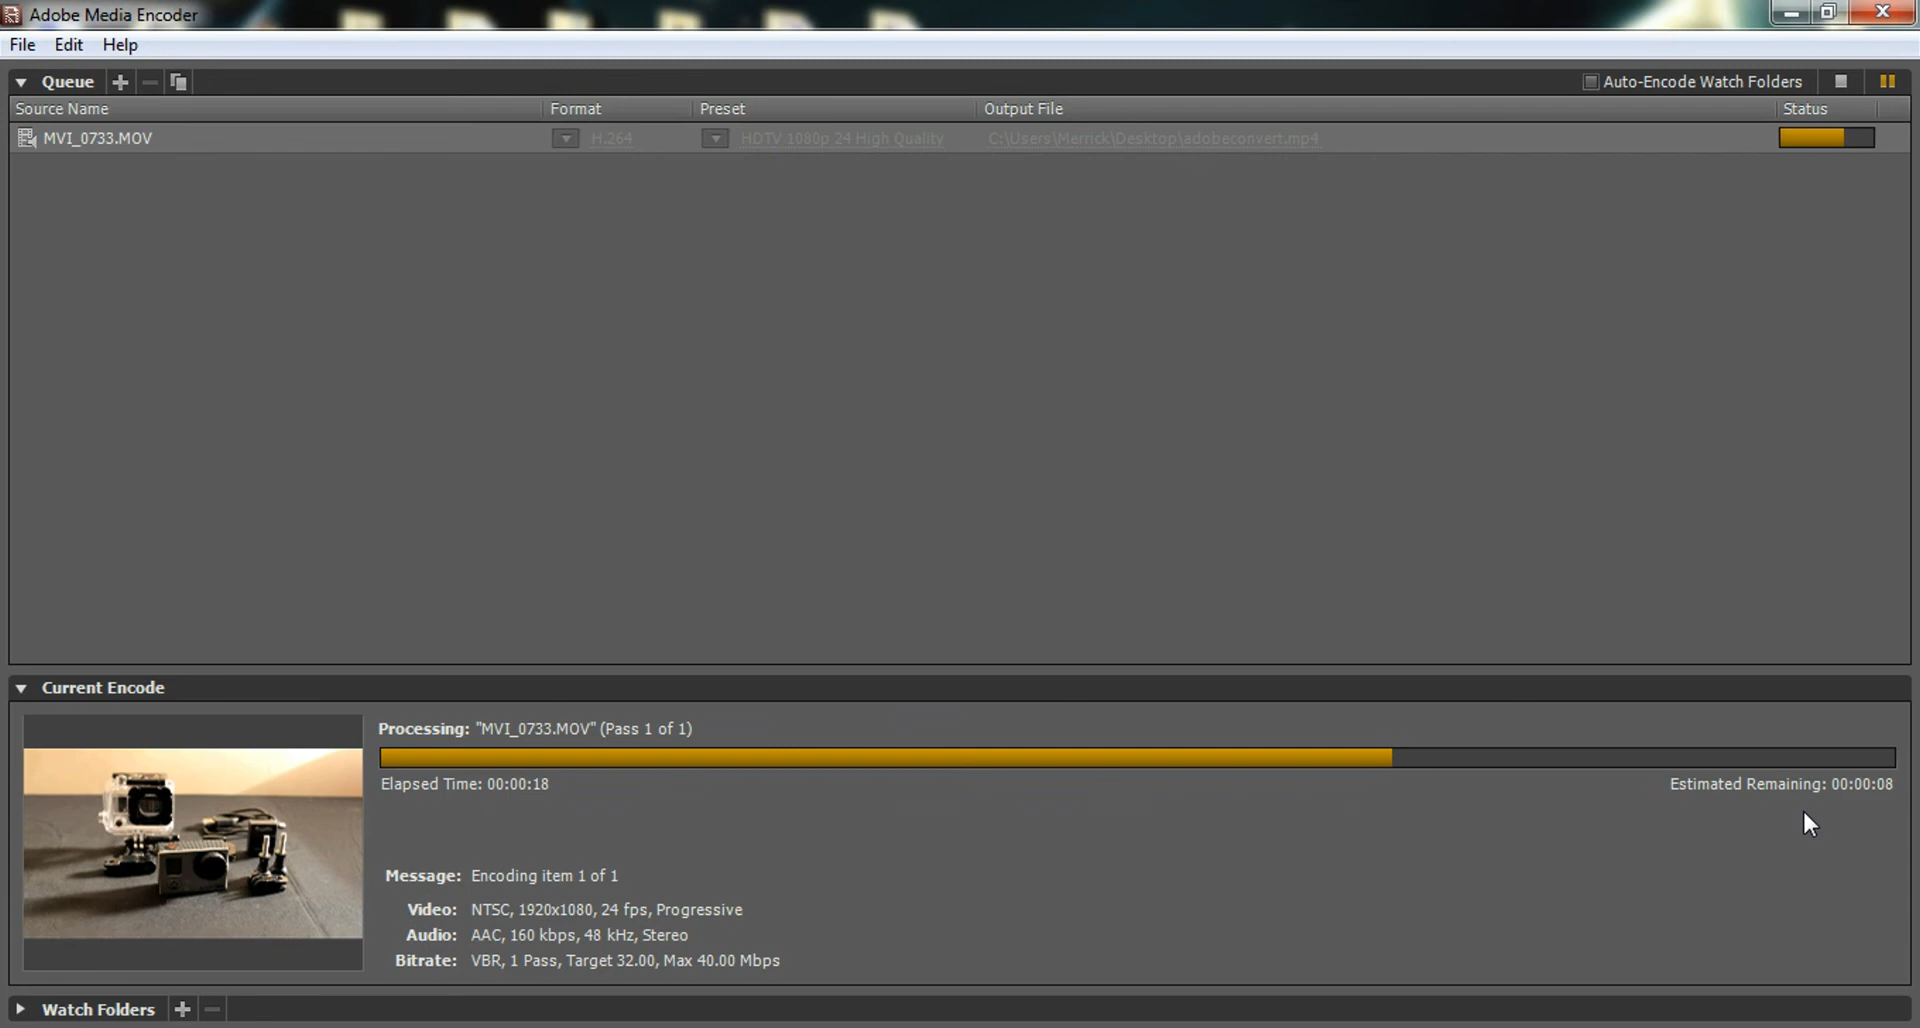 Adobe Media Encoder
File Edit Help
Queue Auto-Encode Watch Folders
Source Name Format Preset Output File Status
MVI_0733.MOV H.264 HDTV 1080p 24 High Quality C:\Users\Merrick\Desktop\adobeconvert.mp4
Current Encode
Processing: "MVI_0733.MOV" (Pass 1 of 1)
Elapsed Time: 00:00:18 Estimated Remaining: 00:00:08
Message: Encoding item 1 of 1
Video: NTSC, 1920x1080, 24 fps, Progressive
Audio: AAC, 160 kbps, 48 kHz, Stereo
Bitrate: VBR, 1 Pass, Target 32.00, Max 40.00 Mbps
Watch Folders